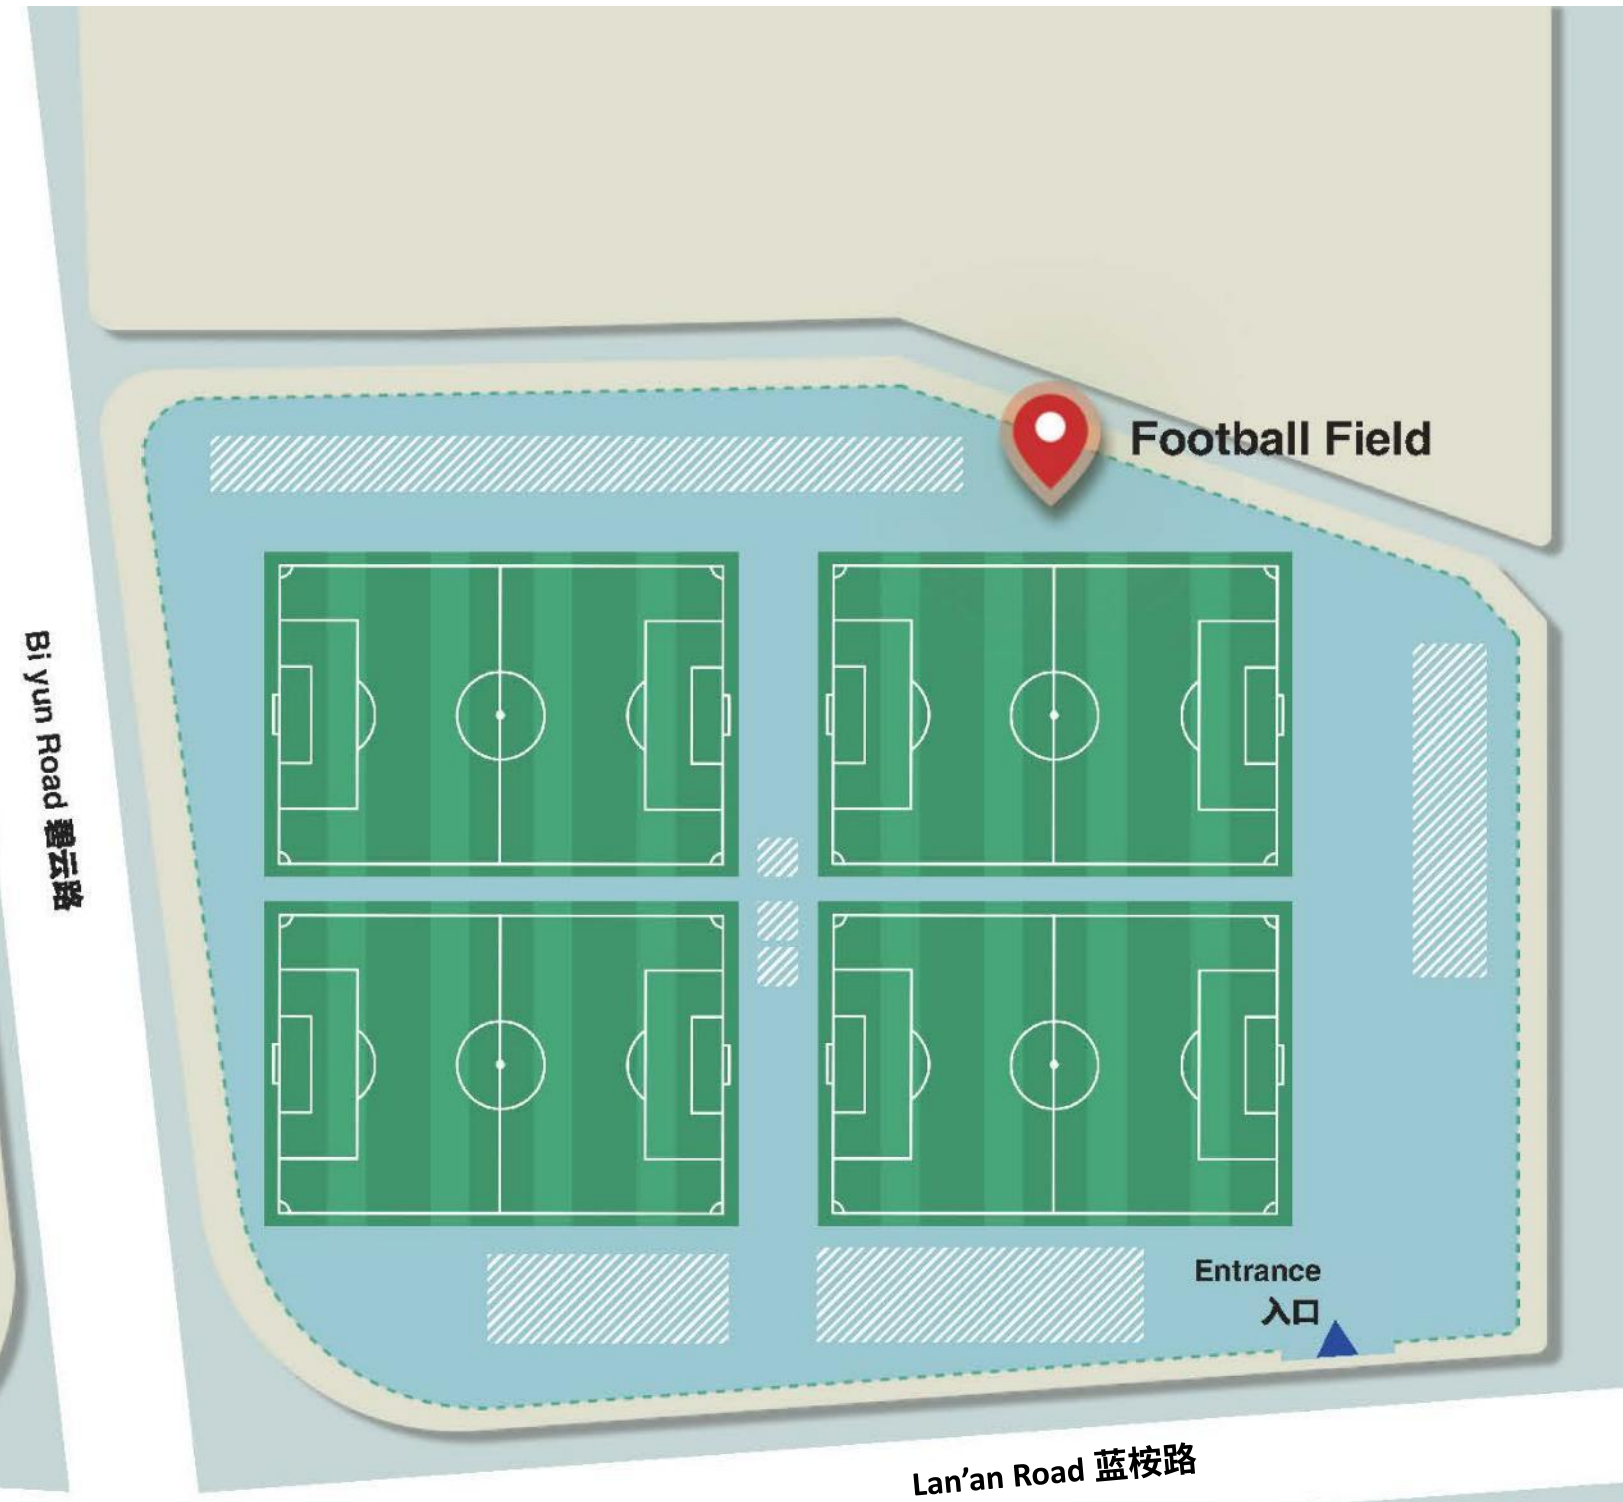 Football Field
Bi yun Road 碧云路
Entrance
入口
Lan’an Road 蓝桉路